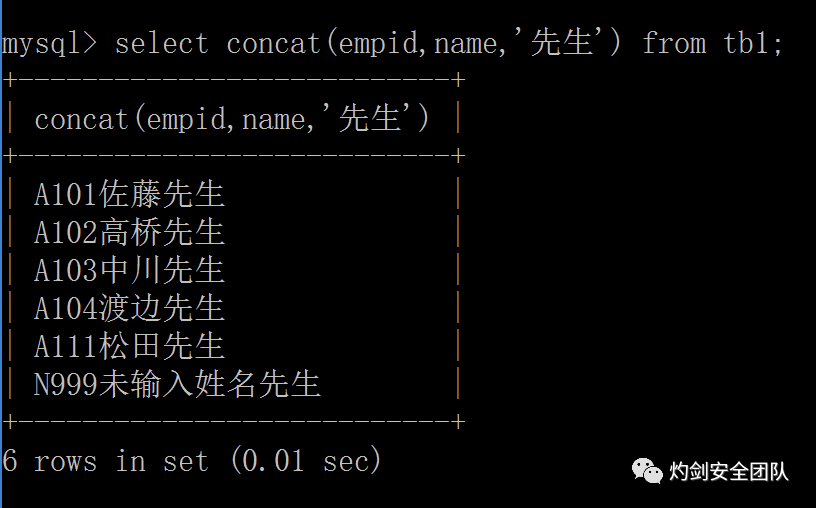 mysql> select concat(empid,name,'先生') from tb1;
+---------------------------+
| concat(empid,name,'先生') |
+---------------------------+
| A101佐藤先生 |
| A102高桥先生 |
| A103中川先生 |
| A104渡边先生 |
| A111松田先生 |
| N999未输入姓名先生 |
+---------------------------+
6 rows in set (0.01 sec)
灼剑安全团队